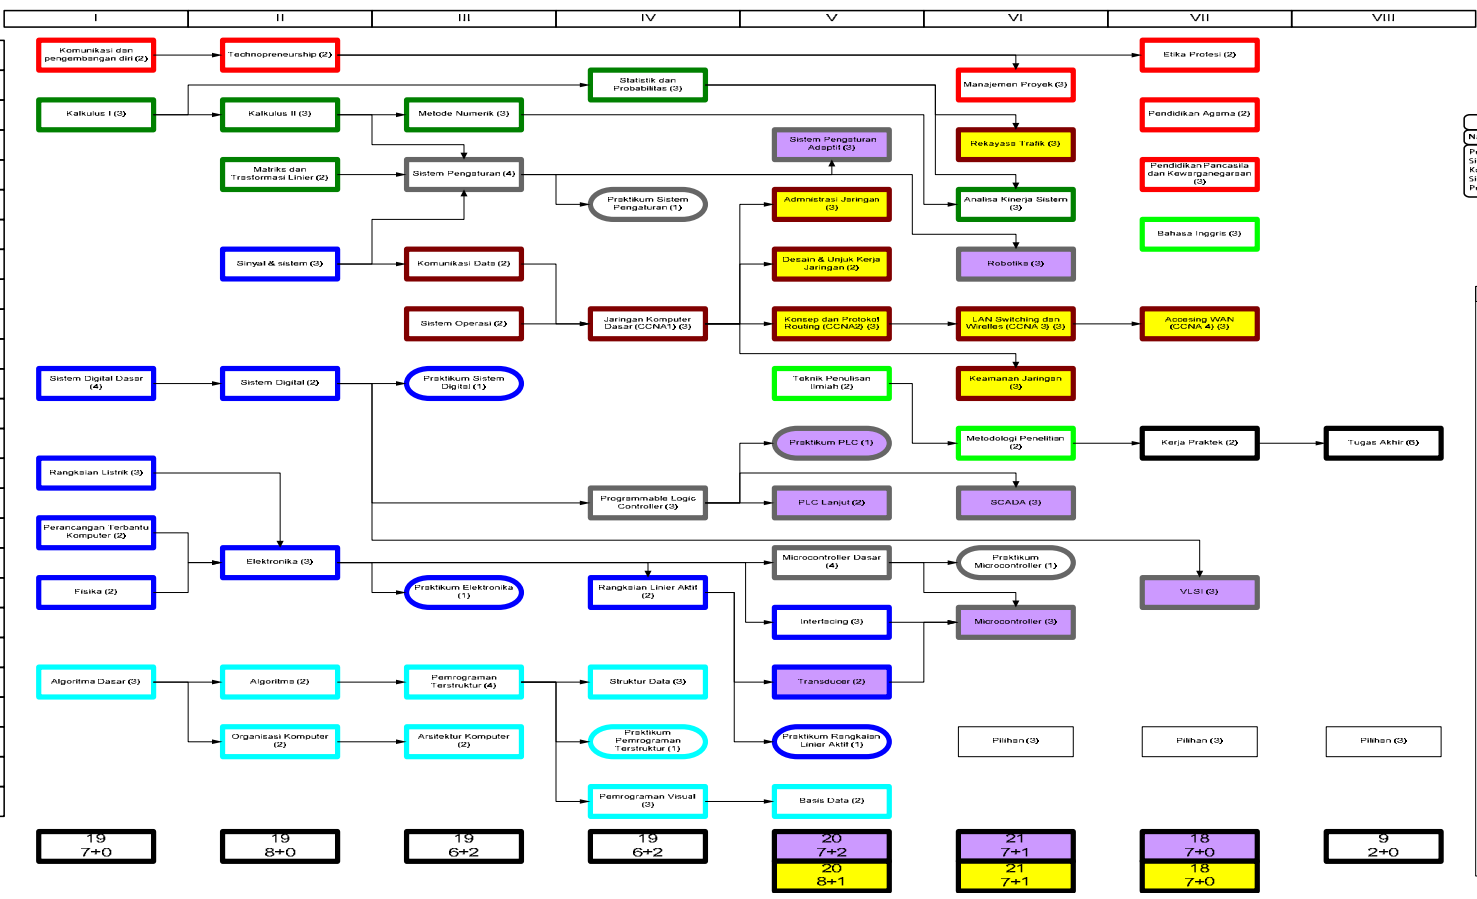 I II III IV V VI VII VIII
Komunikasi dan
pengembangan diri (2)
Technopreneurship (2)
Etika Profesi (2)
Statistik dan
Probabilitas (3)
Manajemen Proyek (3)
Kalkulus I (3)
Kalkulus II (3)
Metode Numerik (3)
Pendidikan Agama (2)
Sistem Pengaturan
Adaptif (3)
Rekayasa Trafik (3)
Matriks dan
Trasformasi Linier (2)
Sistem Pengaturan (4)
Pendidikan Pancasila
dan Kewarganegaraan
(3)
Praktikum Sistem
Pengaturan (1)
Admnistrasi Jaringan
(3)
Analisa Kinerja Sistem
(3)
Bahasa Inggris (3)
Sinyal & sistem (3)
Komunikasi Data (2)
Desain & Unjuk Kerja
Jaringan (2)
Robotika (3)
Sistem Operasi (2)
Jaringan Komputer
Dasar (CCNA1) (3)
Konsep dan Protokol
Routing (CCNA2) (3)
LAN Switching dan
Wirelles (CCNA 3) (3)
Accesing WAN
(CCNA 4) (3)
Sistem Digital Dasar
(4)
Sistem Digital (2)
Praktikum Sistem
Digital (1)
Teknik Penulisan
Ilmiah (2)
Keamanan Jaringan
(3)
Praktikum PLC (1)
Metodologi Penelitian
(2)
Kerja Praktek (2)
Tugas Akhir (6)
Rangkaian Listrik (3)
Programmable Logic
Controller (3)
PLC Lanjut (2)
SCADA (3)
Perancangan Terbantu
Komputer (2)
Elektronika (3)
Microcontroller Dasar
(4)
Praktikum
Microcontroller (1)
Fisika (2)
Praktikum Elektronika
(1)
Rangkaian Linier Aktif
(2)
VLSI (3)
Interfacing (3)
Microcontroller (3)
Algoritma Dasar (3)
Algoritma (2)
Pemrograman
Terstruktur (4)
Struktur Data (3)
Transducer (2)
Organisasi Komputer
(2)
Arsitektur Komputer
(2)
Praktikum
Pemrograman
Terstruktur (1)
Praktikum Rangkaian
Linier Aktif (1)
Pilihan (3)
Pilihan (3)
Pilihan (3)
Pemrograman Visual
(3)
Basis Data (2)
19 19 19 19 20 21 18 9
7+0 8+0 6+2 6+2 7+2 7+1 7+0 2+0
20 21 18
8+1 7+1 7+0